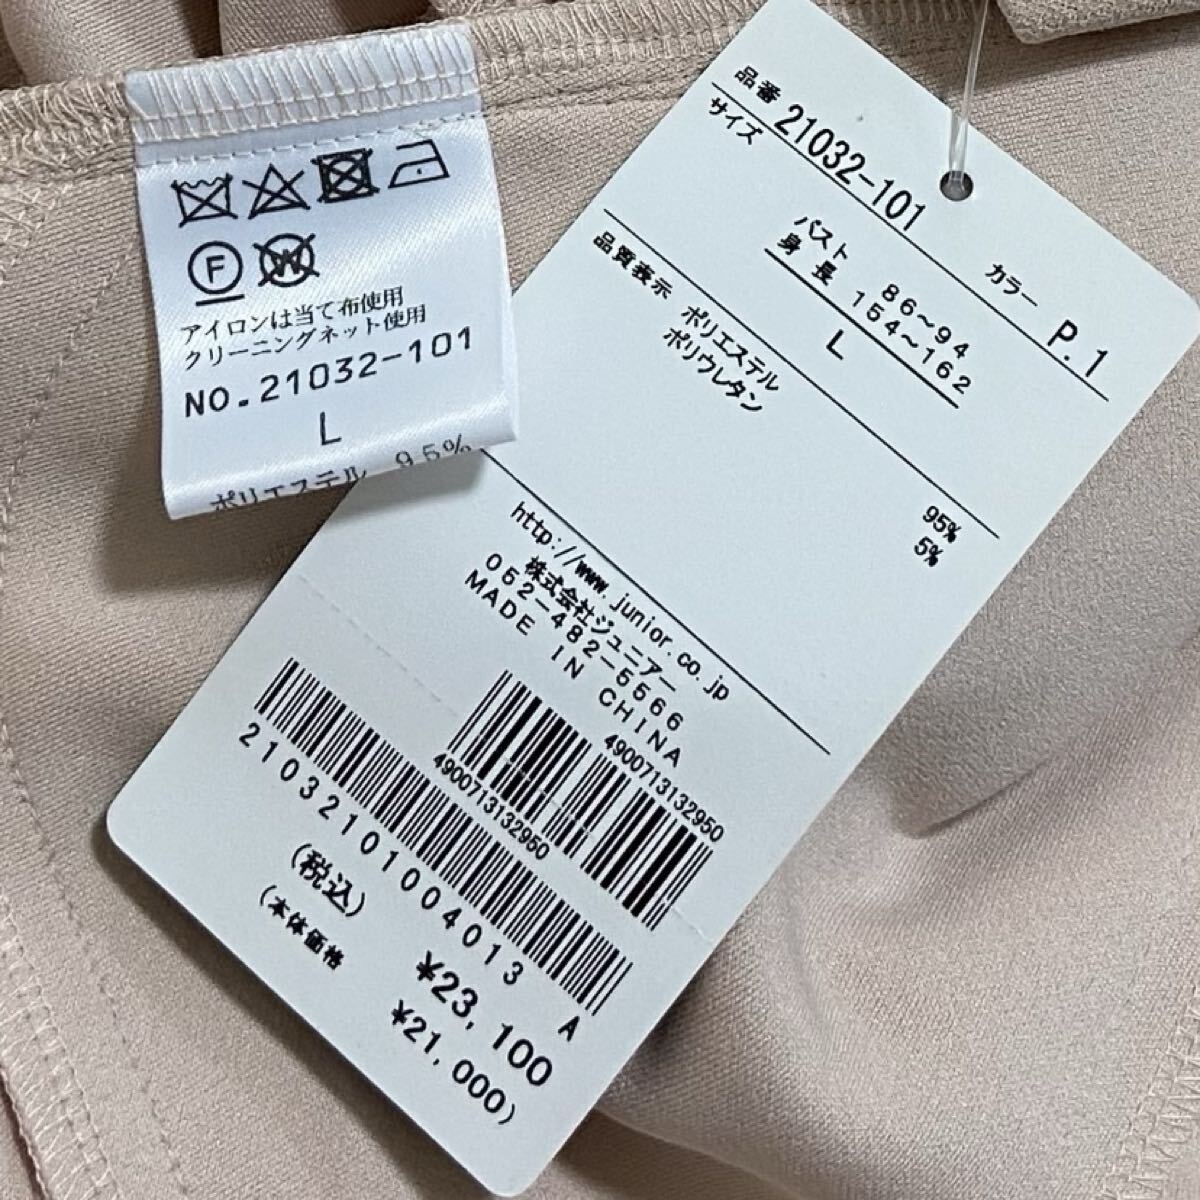 F
W
アイロンは当て布使用
クリーニングネット使用
NO.21032-101
L
ポリエステル 95%
品番 21032-101
カラー P.1
サイズ
バスト 86~94
身長 154~162
L
品質表示
ポリエステル 95%
ポリウレタン 5%
http://www.junior.co.jp
株式会社ジュニアー
052-482-5566
MADE IN CHINA
4900713132950
4900713132950
21032101004013 A
(税込) ¥23,100
(本体価格 ¥21,000)